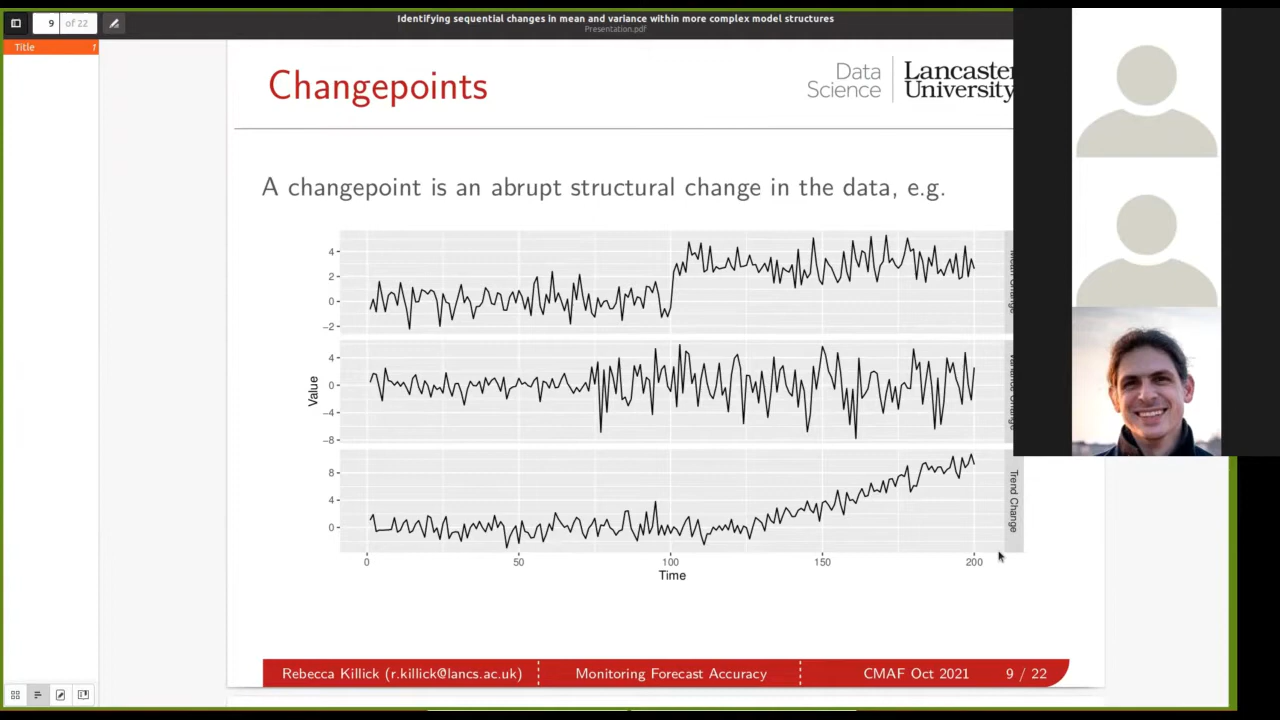 Identifying sequential changes in mean and variance within more complex model structures
Presentation.pdf
9 of 22
Title 1
Changepoints
Data Science
Lancaster University
A changepoint is an abrupt structural change in the data, e.g.
4
2
0
−2
4
0
−4
−8
8
4
0
Value
Trend Change
0 50 100 150 200
Time
Rebecca Killick (r.killick@lancs.ac.uk) Monitoring Forecast Accuracy CMAF Oct 2021 9 / 22